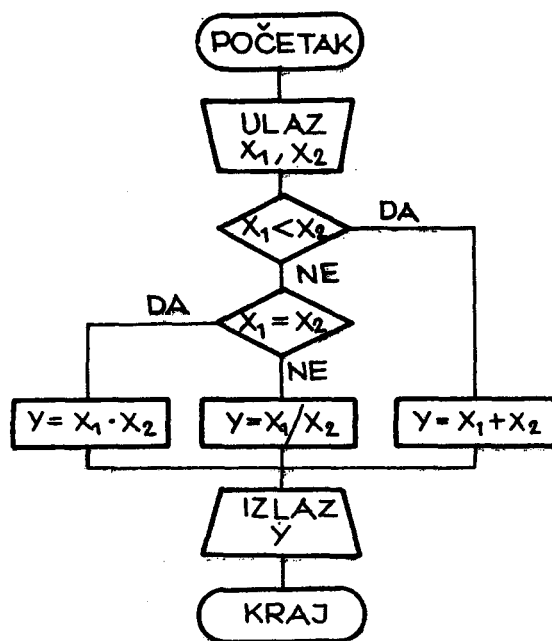 POČETAK
ULAZ
X₁, X₂
X₁ < X₂
DA
NE
X₁ = X₂
DA
NE
Y = X₁ · X₂
Y = X₁/X₂
Y = X₁ + X₂
IZLAZ
Y
KRAJ